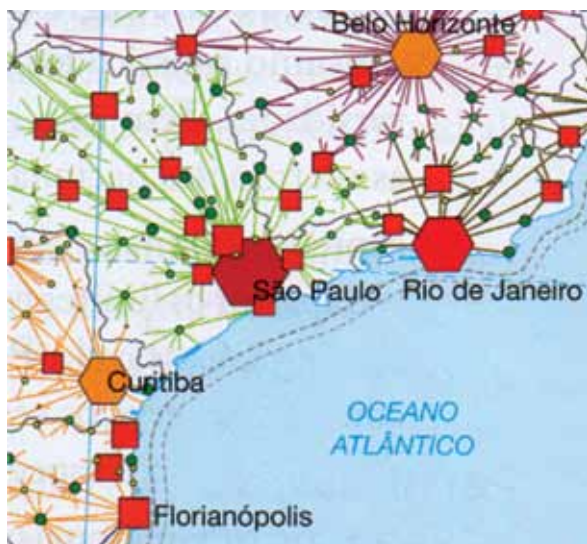 Belo Horizonte
São Paulo
Rio de Janeiro
Curitiba
OCEANO
ATLÂNTICO
Florianópolis